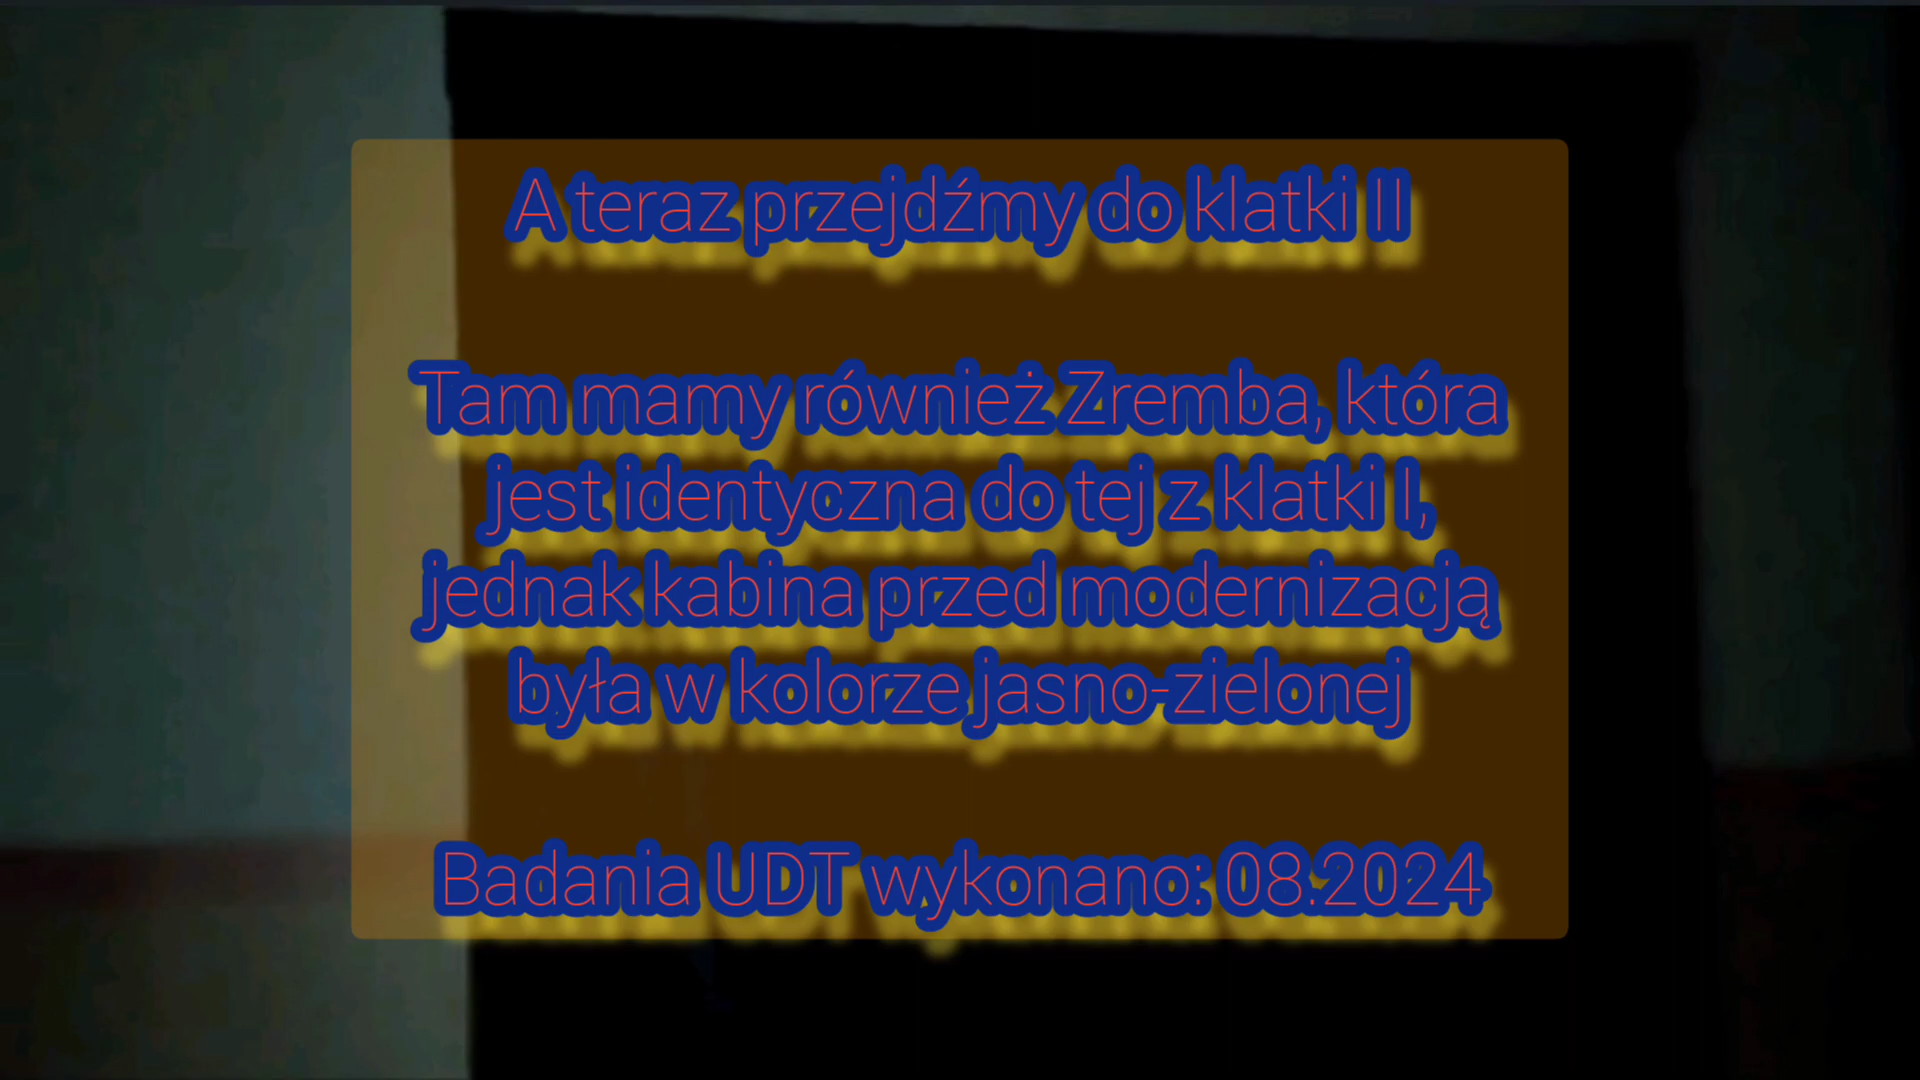 A teraz przejdźmy do klatki II
Tam mamy również Zremba, która
jest identyczna do tej z klatki I,
jednak kabina przed modernizacją
była w kolorze jasno-zielonej
Badania UDT wykonano: 08.2024